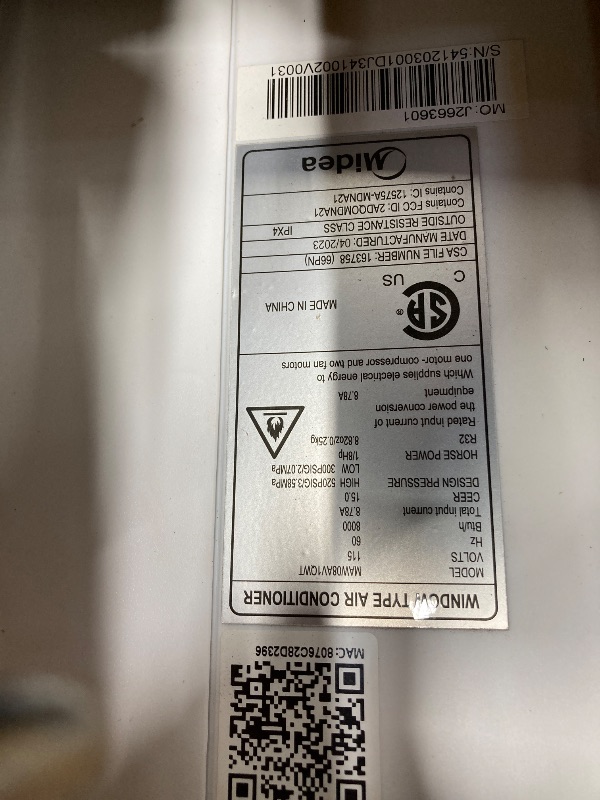 MAC:8076C28D2396
WINDOW TYPE AIR CONDITIONER
MODEL MAW08AV1QWT
VOLTS 115
Hz 60
Btu/h 8000
Total input current 8.78A
CEER 15.0
DESIGN PRESSURE HIGH 520PSIG/3.58MPa
LOW 300PSIG/2.07MPa
HORSE POWER 1/8Hp
R32 8.82oz/0.25kg
Rated input current of
the power conversion
equipment 8.78A
Which supplies electrical energy to
one motor- compressor and two fan motors
SA ®
MADE IN CHINA
C US
CSA FILE NUMBER: 163758 (66PN)
DATE MANUFACTURED: 04/2023
OUTSIDE RESISTANCE CLASS IPX4
Contains FCC ID: 2ADQOMDNA21
Contains IC: 12575A-MDNA21
Midea
MO: J2663601
S/N:541203001DJ341002V0031